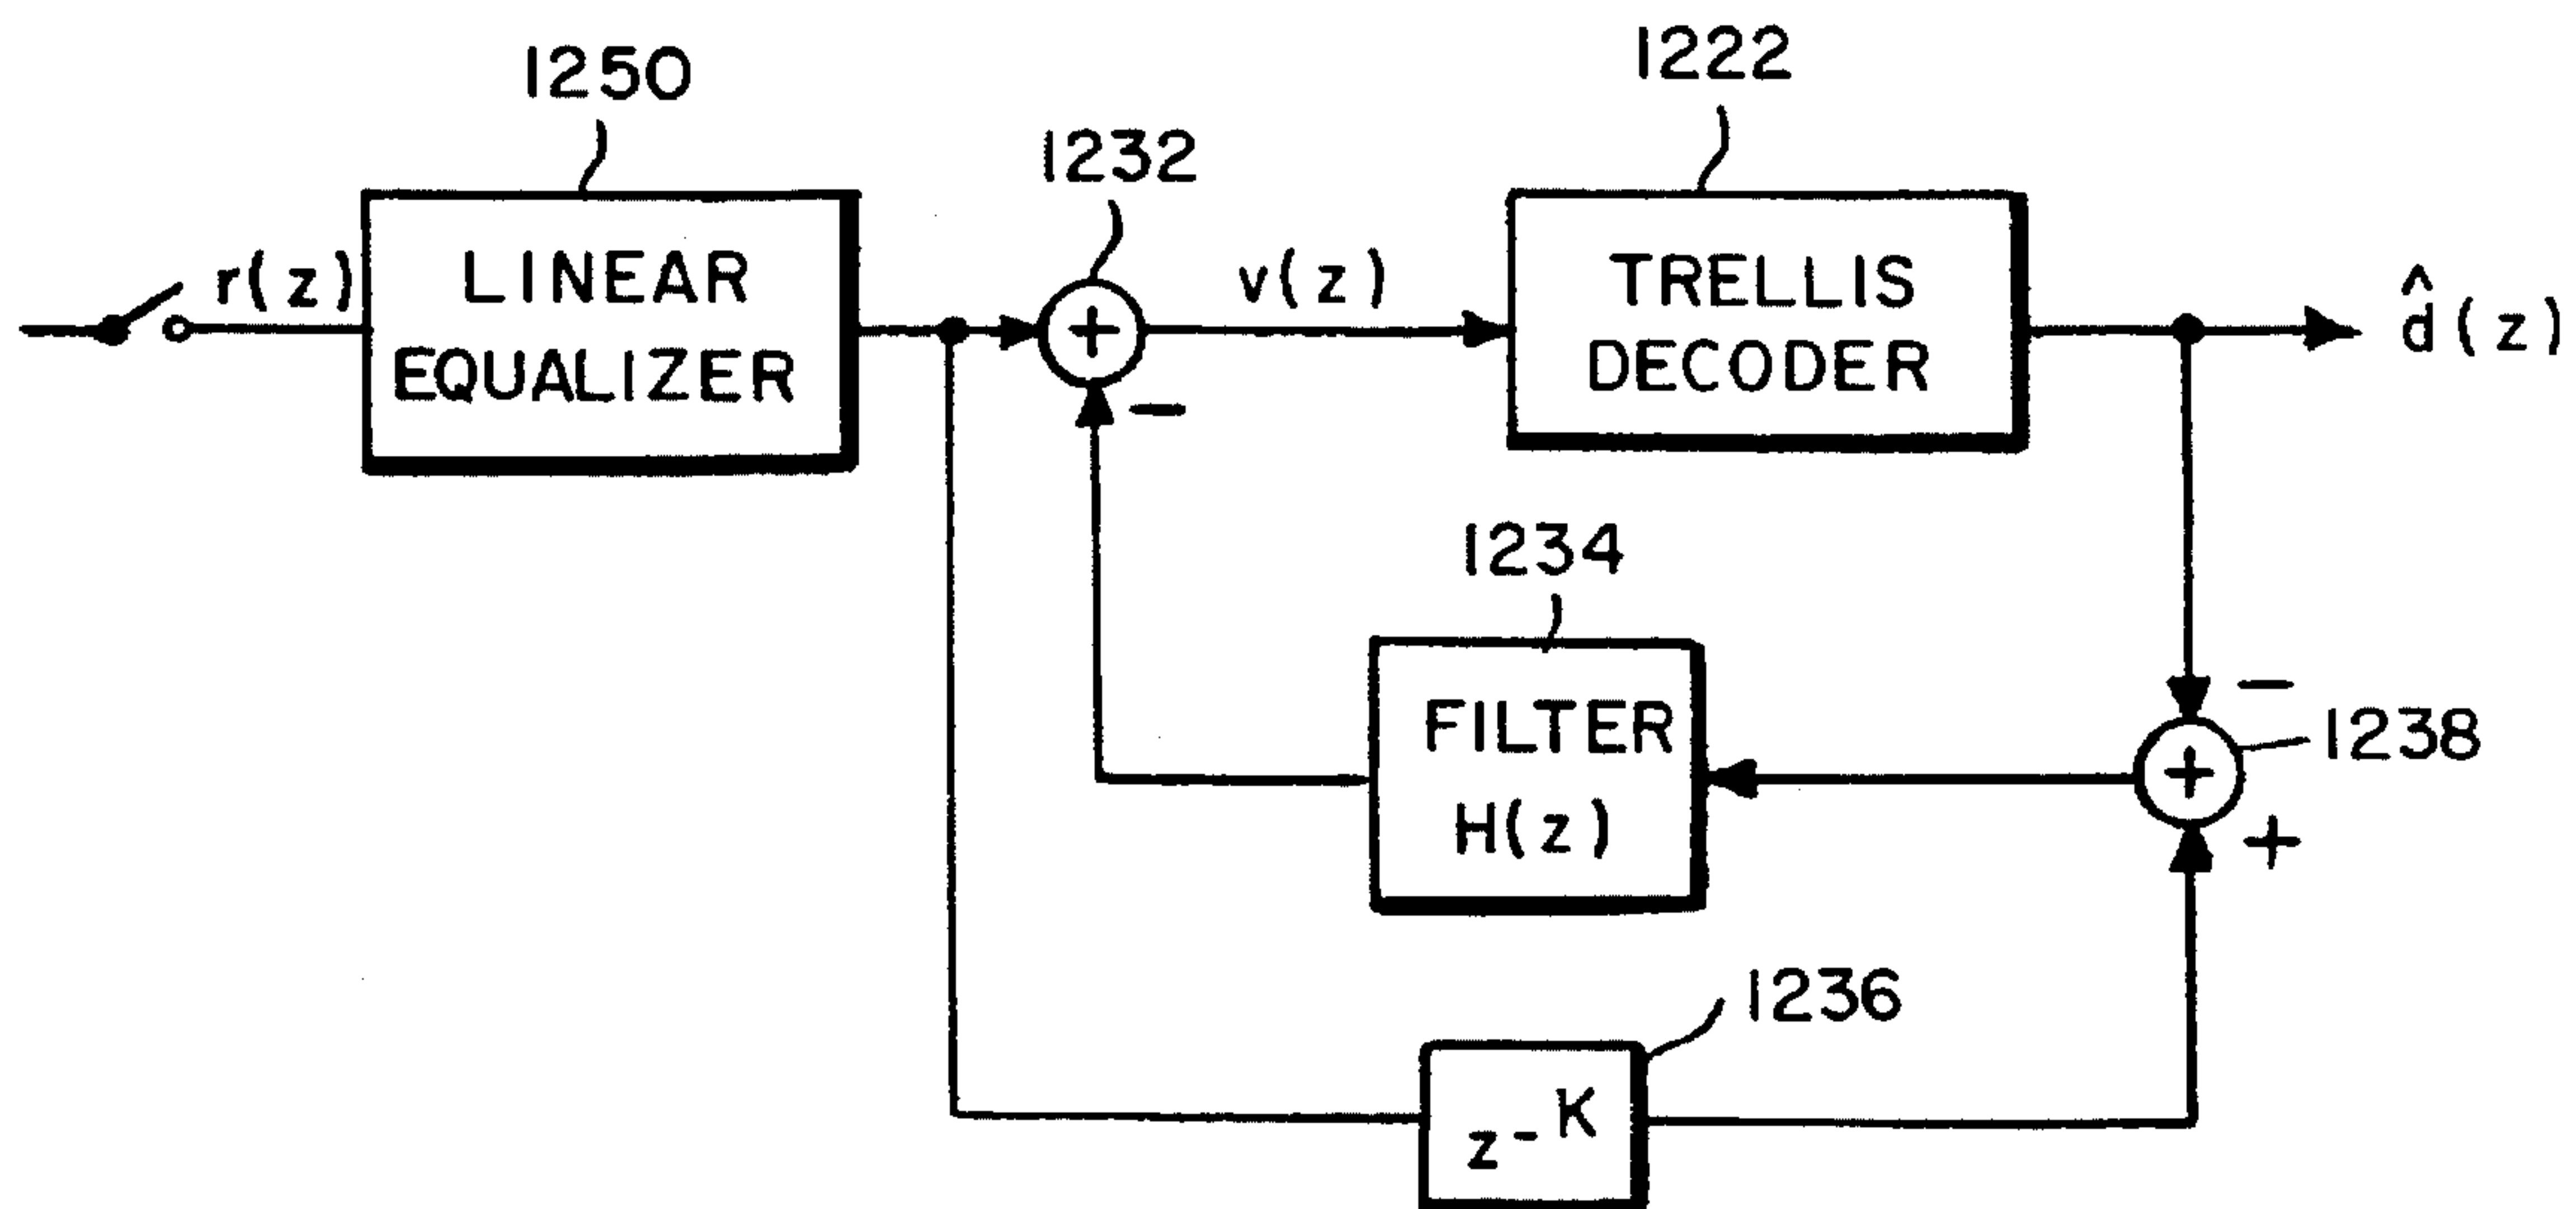 1250
1222
1232
r(z)
LINEAR
EQUALIZER
+
v(z)
TRELLIS
DECODER
d̂(z)
−
1234
FILTER
H(z)
−
1238
+
+
1236
z^-K